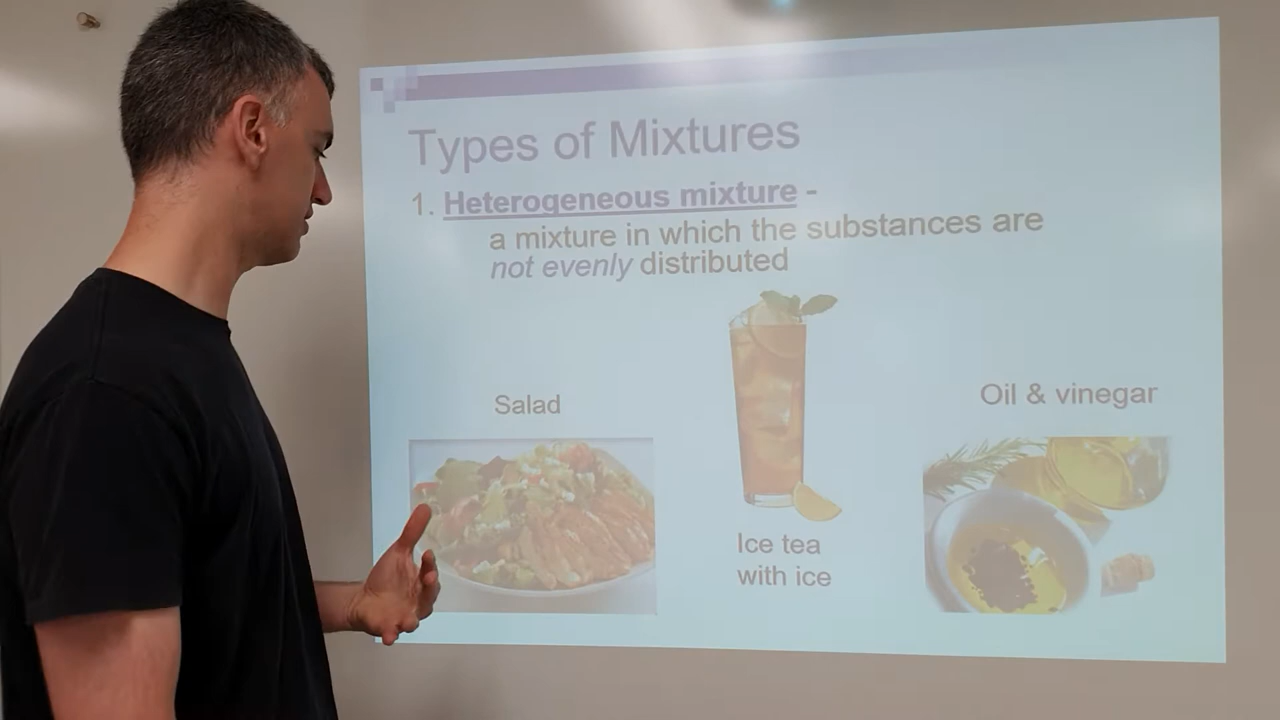 Types of Mixtures
1. Heterogeneous mixture -
a mixture in which the substances are
not evenly distributed
Salad
Ice tea
with ice
Oil & vinegar